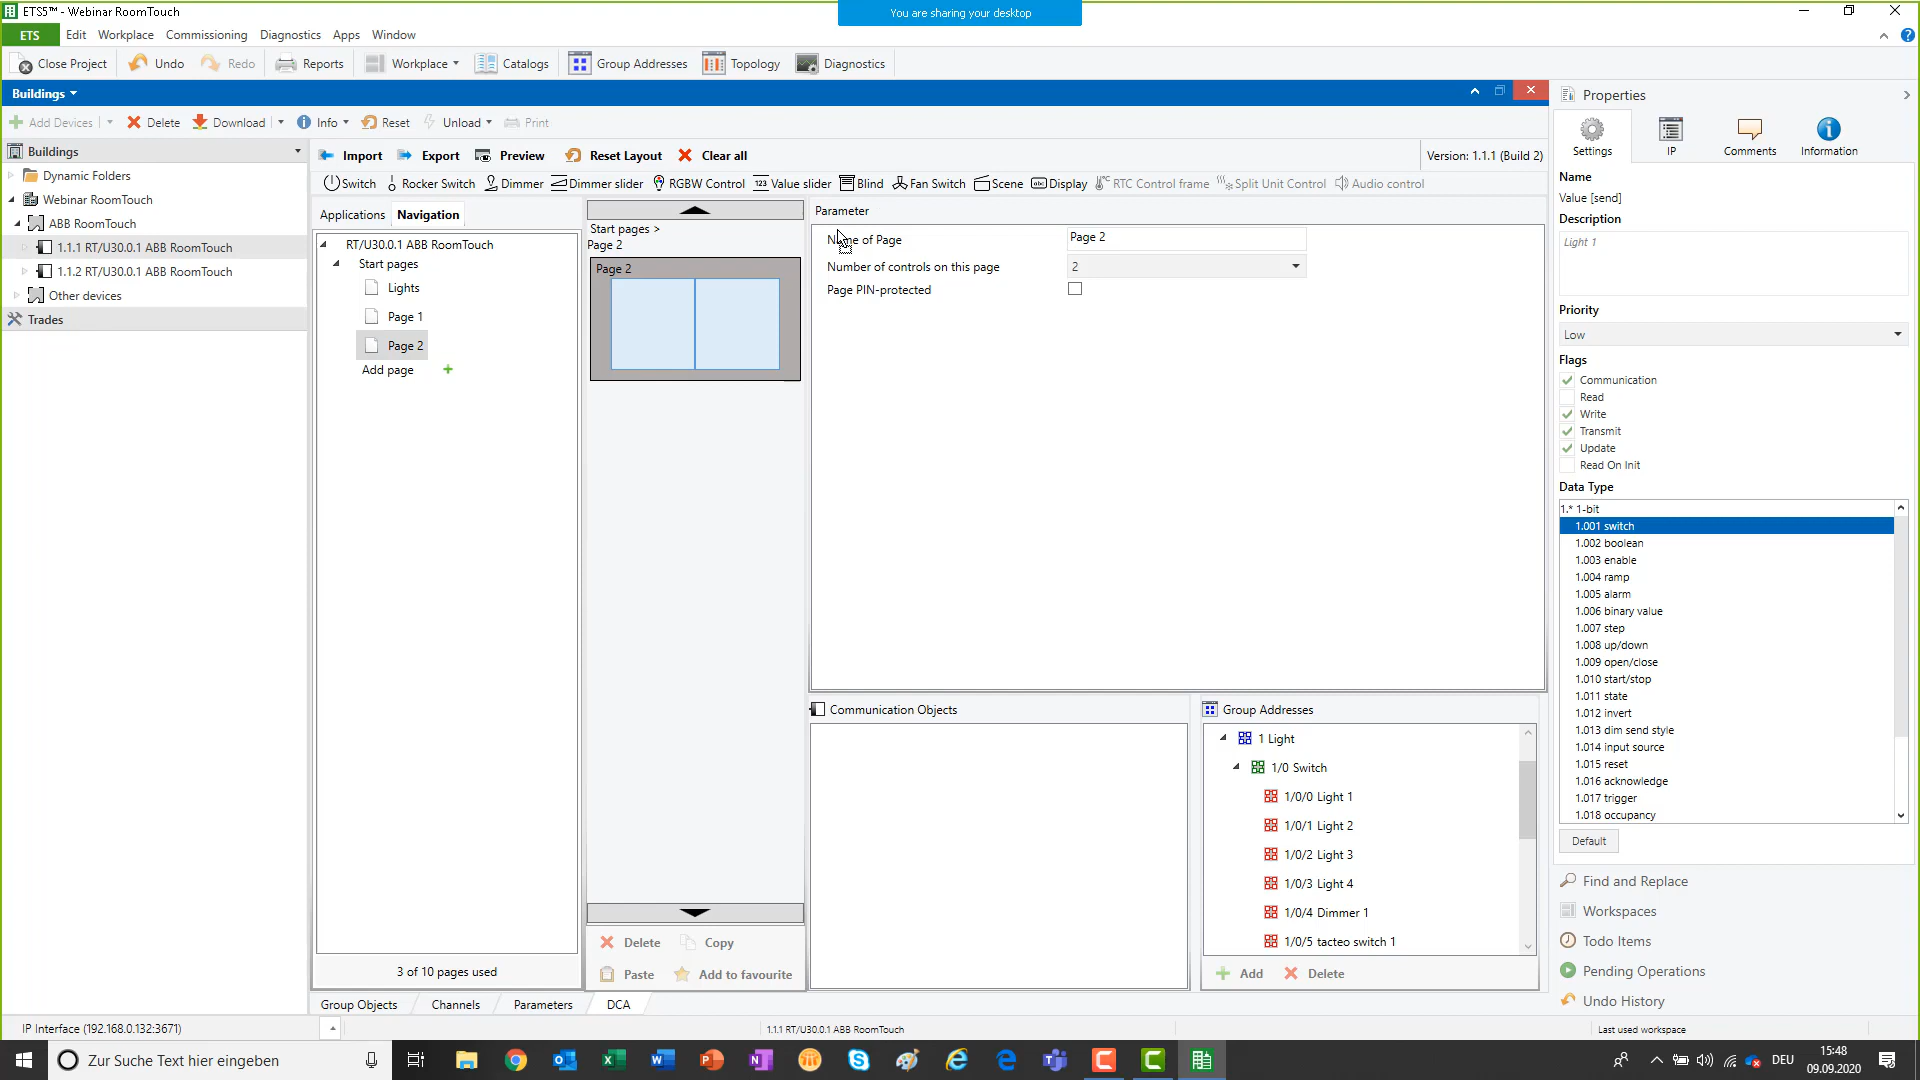 ETS5™ - Webinar RoomTouch
You are sharing your desktop
ETS Edit Workplace Commissioning Diagnostics Apps Window
Close Project Undo Redo Reports Workplace Catalogs Group Addresses Topology Diagnostics
Buildings
Add Devices Delete Download Info Reset Unload Print
Buildings
Dynamic Folders
Webinar RoomTouch
ABB RoomTouch
1.1.1 RT/U30.0.1 ABB RoomTouch
1.1.2 RT/U30.0.1 ABB RoomTouch
Other devices
Trades
Import Export Preview Reset Layout Clear all
Version: 1.1.1 (Build 2)
Switch Rocker Switch Dimmer Dimmer slider RGBW Control 123 Value slider Blind Fan Switch Scene abc Display RTC Control frame Split Unit Control Audio control
Applications Navigation
RT/U30.0.1 ABB RoomTouch
Start pages
Lights
Page 1
Page 2
Add page
3 of 10 pages used
Start pages >
Page 2
Page 2
Delete Copy
Paste Add to favourite
Parameter
Name of Page Page 2
Number of controls on this page 2
Page PIN-protected
Communication Objects
Group Addresses
1 Light
1/0 Switch
1/0/0 Light 1
1/0/1 Light 2
1/0/2 Light 3
1/0/3 Light 4
1/0/4 Dimmer 1
1/0/5 tacteo switch 1
Add Delete
Group Objects Channels Parameters DCA
Properties
Settings IP Comments Information
Name
Value [send]
Description
Light 1
Priority
Low
Flags
Communication
Read
Write
Transmit
Update
Read On Init
Data Type
1.* 1-bit
1.001 switch
1.002 boolean
1.003 enable
1.004 ramp
1.005 alarm
1.006 binary value
1.007 step
1.008 up/down
1.009 open/close
1.010 start/stop
1.011 state
1.012 invert
1.013 dim send style
1.014 input source
1.015 reset
1.016 acknowledge
1.017 trigger
1.018 occupancy
Default
Find and Replace
Workspaces
Todo Items
Pending Operations
Undo History
IP Interface (192.168.0.132:3671)
1.1.1 RT/U30.0.1 ABB RoomTouch
Last used workspace
Zur Suche Text hier eingeben
DEU
15:48
09.09.2020